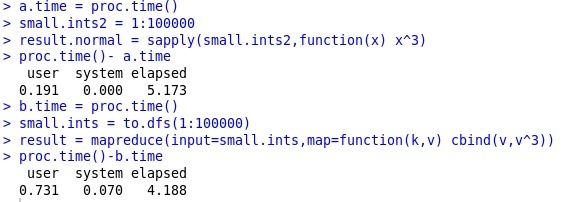 > a.time = proc.time()
> small.ints2 = 1:100000
> result.normal = sapply(small.ints2,function(x) x^3)
> proc.time()- a.time
user system elapsed
0.191 0.000 5.173
> b.time = proc.time()
> small.ints = to.dfs(1:100000)
> result = mapreduce(input=small.ints,map=function(k,v) cbind(v,v^3))
> proc.time()-b.time
user system elapsed
0.731 0.070 4.188